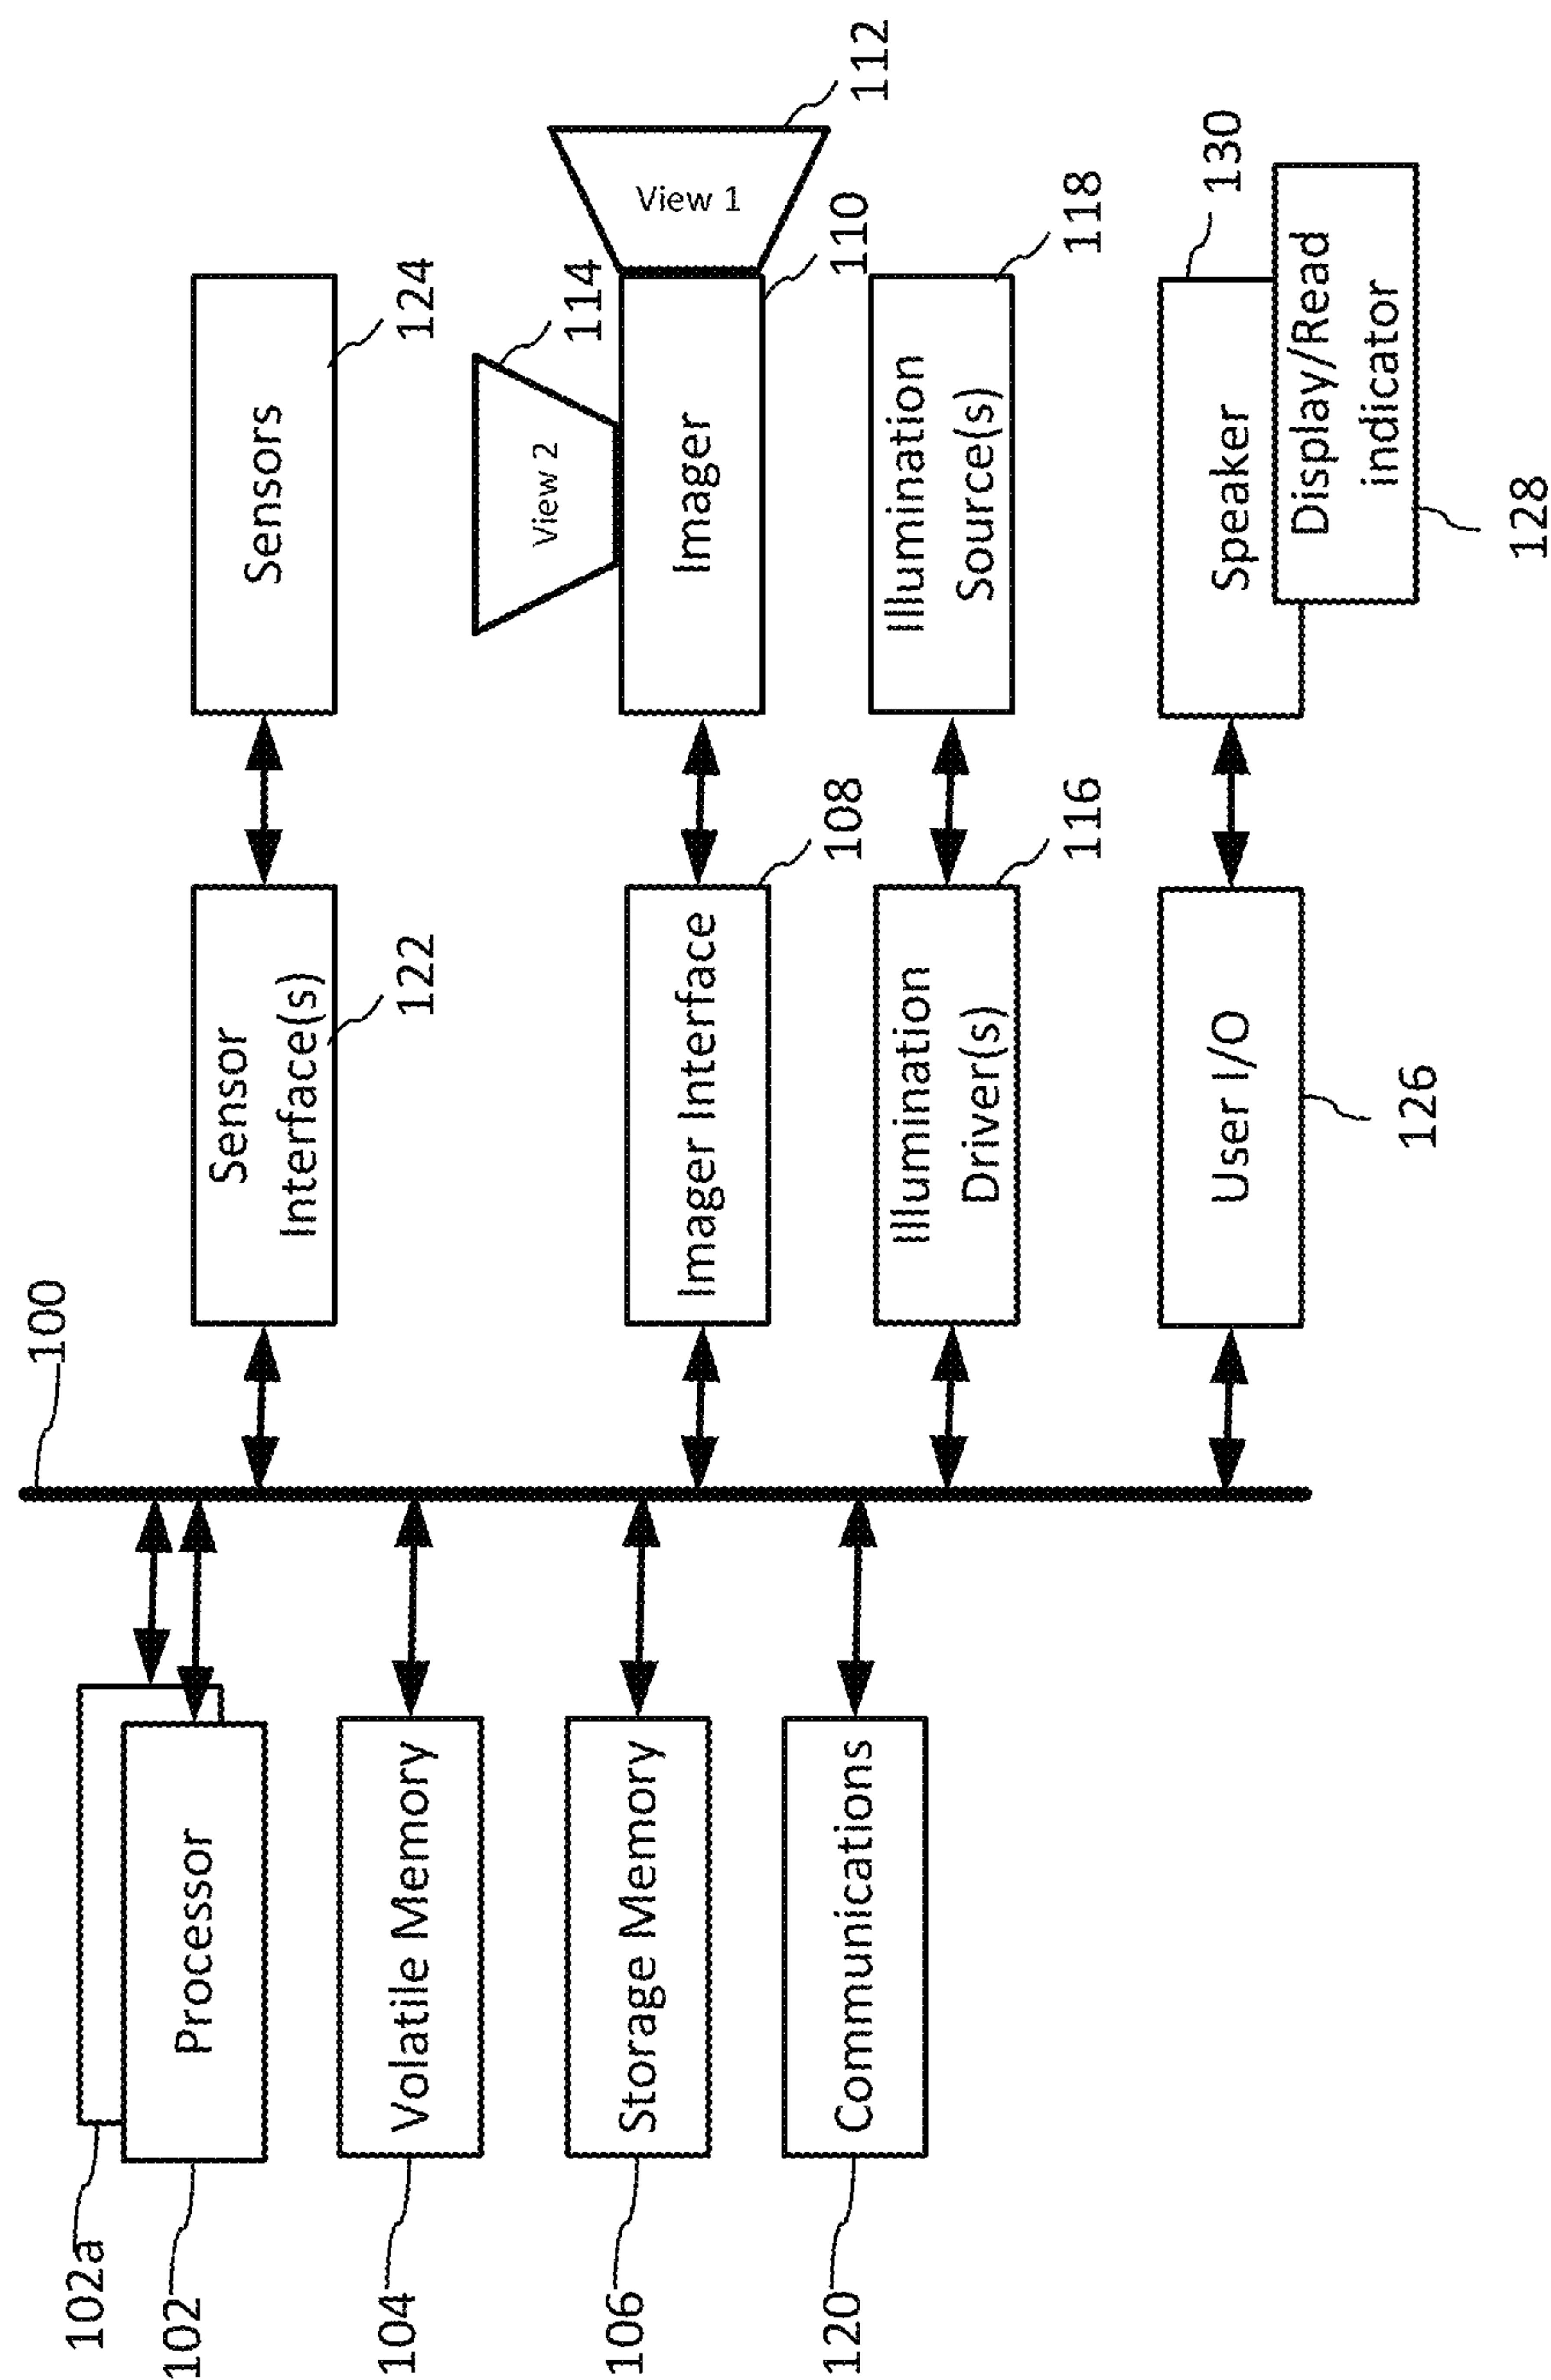 102a
102
Processor
104
Volatile Memory
106
Storage Memory
120
Communications
100
Sensor
Interface(s)
122
Sensors
124
Imager Interface
108
View 2
114
Imager
110
View 1
112
Illumination
Driver(s)
116
Illumination
Source(s)
118
User I/O
126
Speaker
130
Display/Read
indicator
128